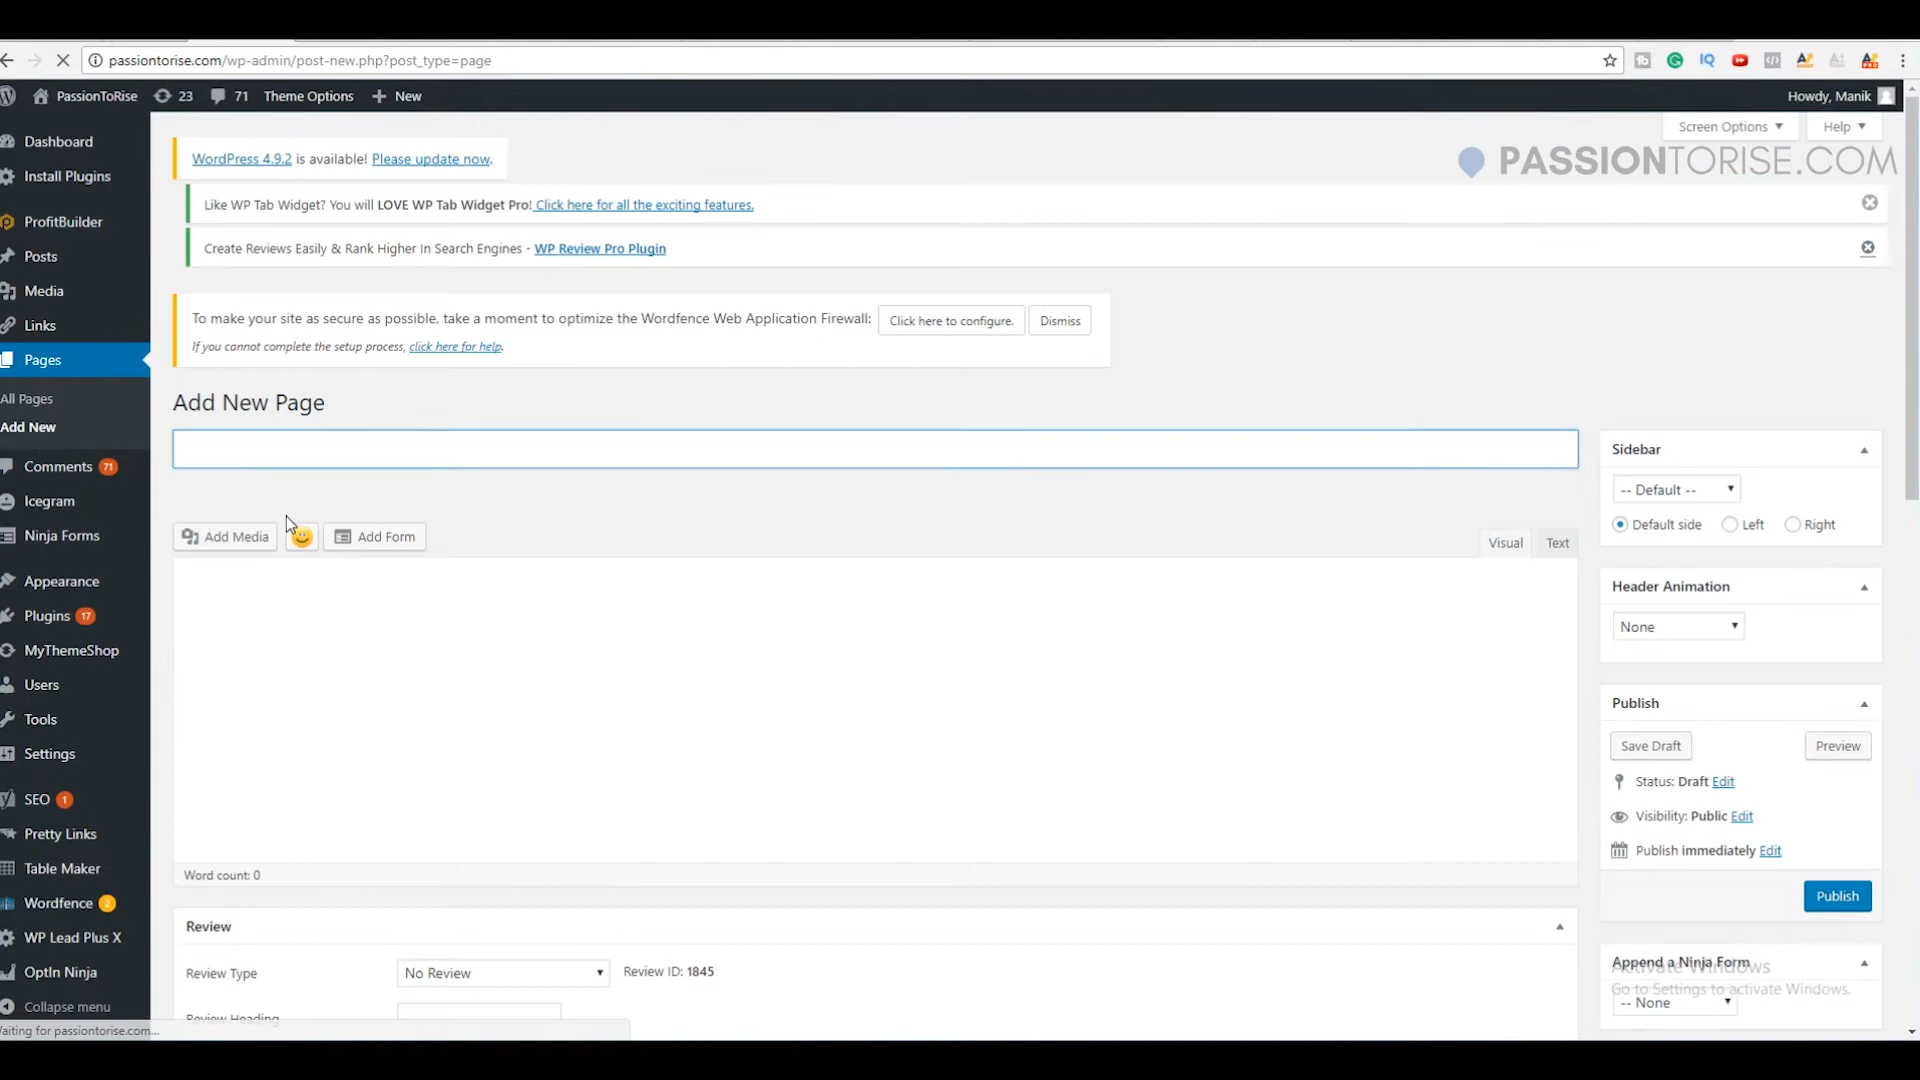 passiontorise.com/wp-admin/post-new.php?post_type=page
PassionToRise 23 71 Theme Options New Howdy, Manik
Screen Options Help
PASSIONTORISE.COM
WordPress 4.9.2 is available! Please update now.
Like WP Tab Widget? You will LOVE WP Tab Widget Pro! Click here for all the exciting features.
Create Reviews Easily & Rank Higher In Search Engines - WP Review Pro Plugin
To make your site as secure as possible, take a moment to optimize the Wordfence Web Application Firewall: Click here to configure. Dismiss
If you cannot complete the setup process, click here for help.
Dashboard
Install Plugins
ProfitBuilder
Posts
Media
Links
Pages
All Pages
Add New
Comments 71
Icegram
Ninja Forms
Appearance
Plugins 17
MyThemeShop
Users
Tools
Settings
SEO 1
Pretty Links
Table Maker
Wordfence 2
WP Lead Plus X
OptIn Ninja
Collapse menu
Add New Page
Add Media Add Form Visual Text
Word count: 0
Review
Review Type No Review Review ID: 1845
Review Heading
Sidebar
-- Default --
Default side Left Right
Header Animation
None
Publish
Save Draft Preview
Status: Draft Edit
Visibility: Public Edit
Publish immediately Edit
Publish
Append a Ninja Form
Activate Windows
Go to Settings to activate Windows.
-- None
aiting for passiontorise.com...